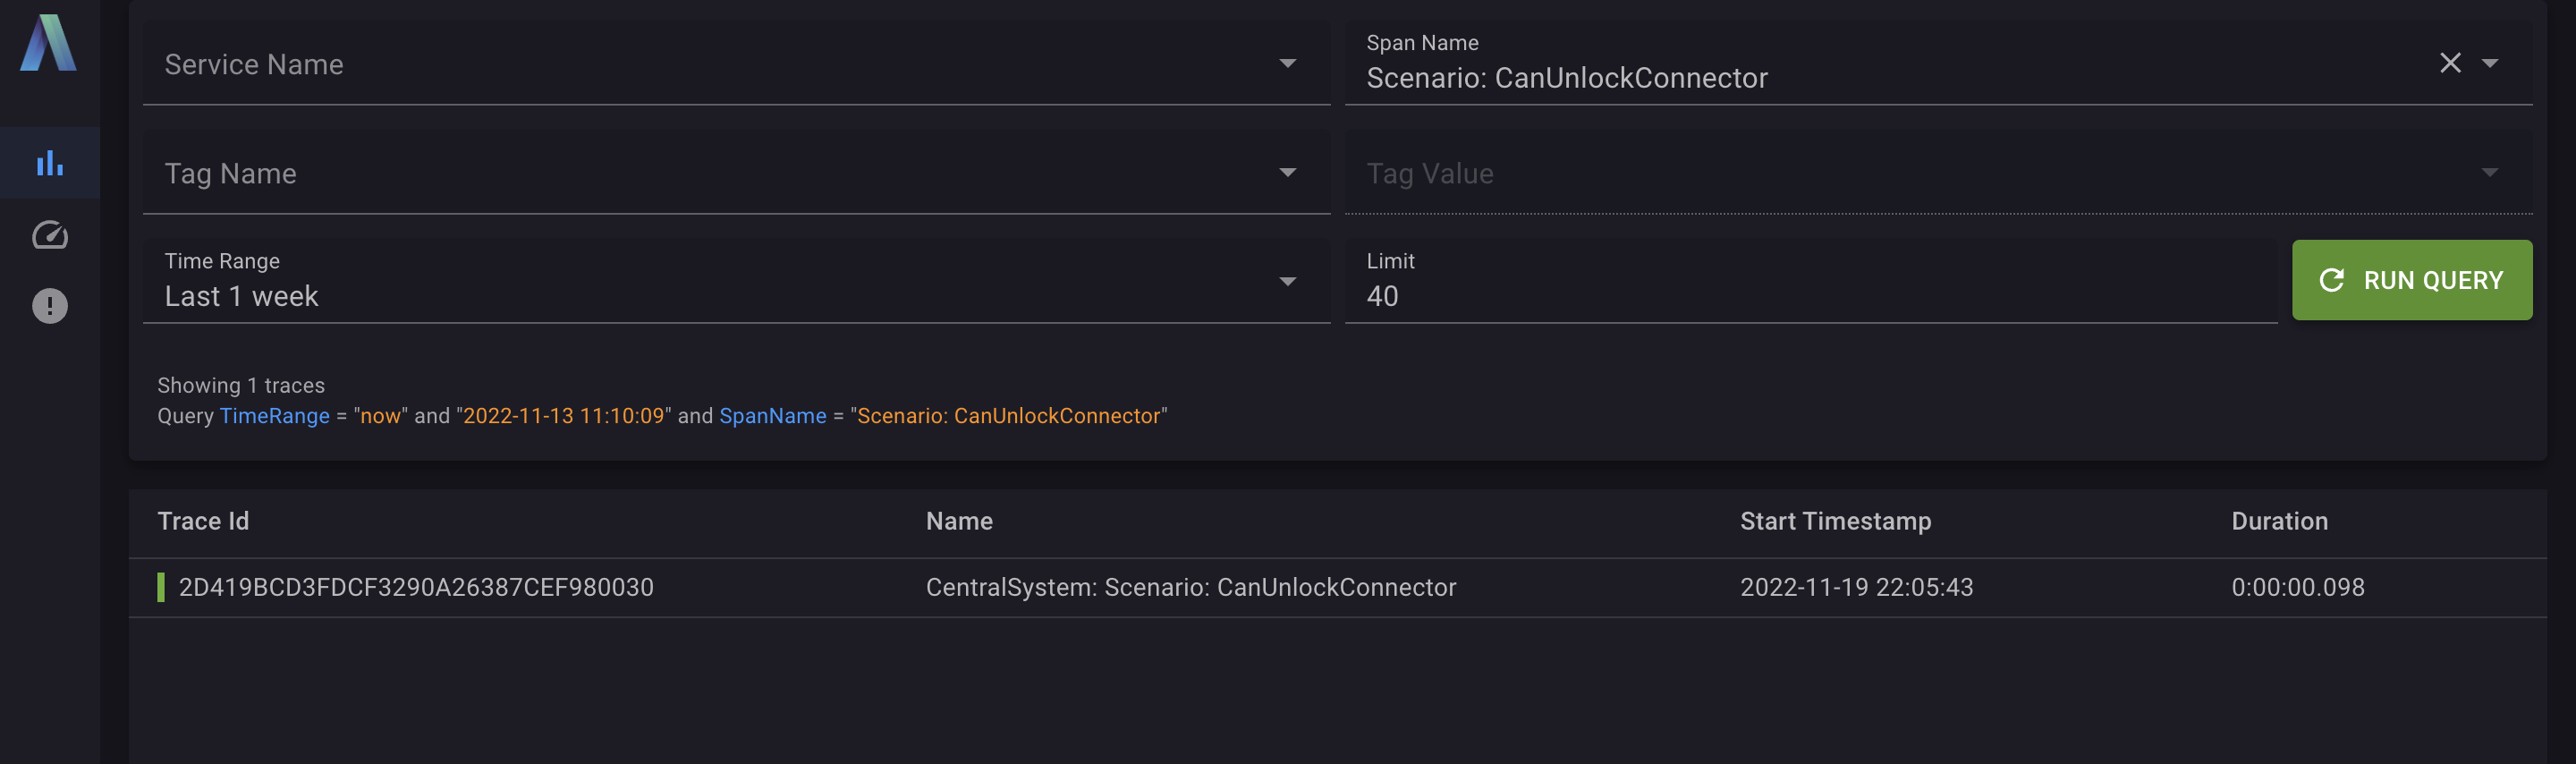 Service Name
Span Name
Scenario: CanUnlockConnector
Tag Name
Tag Value
Time Range
Last 1 week
Limit
40
RUN QUERY
Showing 1 traces
Query TimeRange = "now" and "2022-11-13 11:10:09" and SpanName = "Scenario: CanUnlockConnector"
Trace Id Name Start Timestamp Duration
2D419BCD3FDCF3290A26387CEF980030 CentralSystem: Scenario: CanUnlockConnector 2022-11-19 22:05:43 0:00:00.098